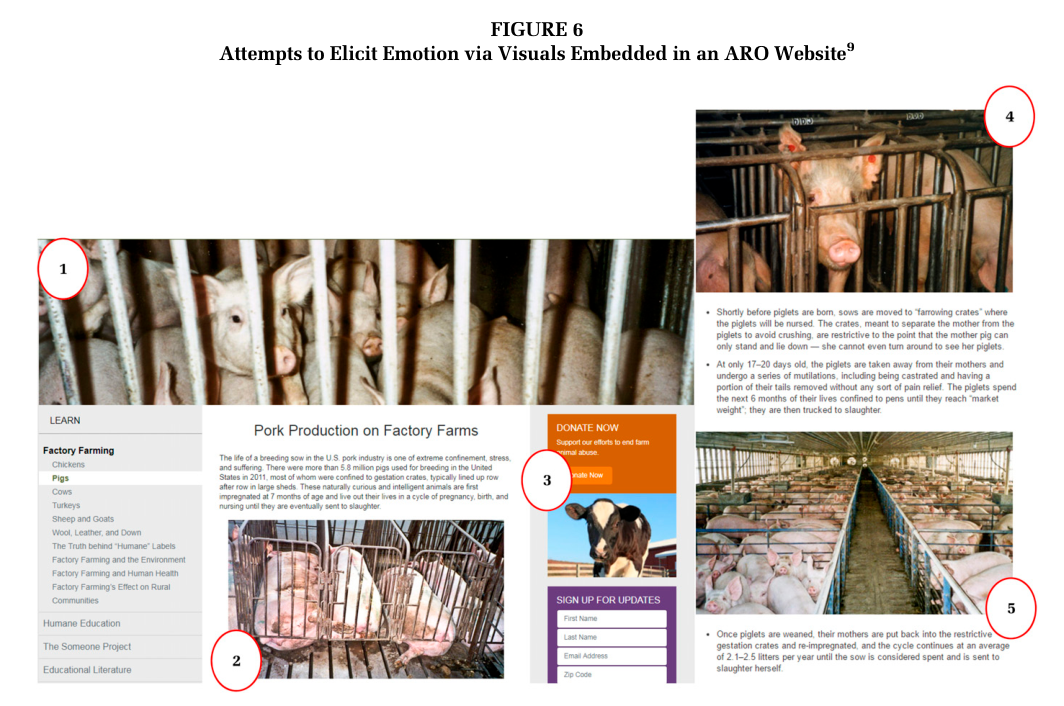 FIGURE 6
Attempts to Elicit Emotion via Visuals Embedded in an ARO Website9
1
LEARN
Factory Farming
Chickens
Pigs
Cows
Turkeys
Sheep and Goats
Wool, Leather, and Down
The Truth behind "Humane" Labels
Factory Farming and the Environment
Factory Farming and Human Health
Factory Farming's Effect on Rural
Communities
Humane Education
The Someone Project
Educational Literature
Pork Production on Factory Farms
The life of a breeding sow in the U.S. pork industry is one of extreme confinement, stress,
and suffering. There were more than 5.8 million pigs used for breeding in the United
States in 2011, most of whom were confined to gestation crates, typically lined up row
after row in large sheds. These naturally curious and intelligent animals are first
impregnated at 7 months of age and live out their lives in a cycle of pregnancy, birth, and
nursing until they are eventually sent to slaughter.
2
DONATE NOW
Support our efforts to end farm
nimal abuse.
nate Now
3
SIGN UP FOR UPDATES
First Name
Last Name
Email Address
Zip Code
4
• Shortly before piglets are born, sows are moved to "farrowing crates" where
the piglets will be nursed. The crates, meant to separate the mother from the
piglets to avoid crushing, are restrictive to the point that the mother pig can
only stand and lie down — she cannot even turn around to see her piglets.
• At only 17–20 days old, the piglets are taken away from their mothers and
undergo a series of mutilations, including being castrated and having a
portion of their tails removed without any sort of pain relief. The piglets spend
the next 6 months of their lives confined to pens until they reach "market
weight"; they are then trucked to slaughter.
5
• Once piglets are weaned, their mothers are put back into the restrictive
gestation crates and re-impregnated, and the cycle continues at an average
of 2.1–2.5 litters per year until the sow is considered spent and is sent to
slaughter herself.